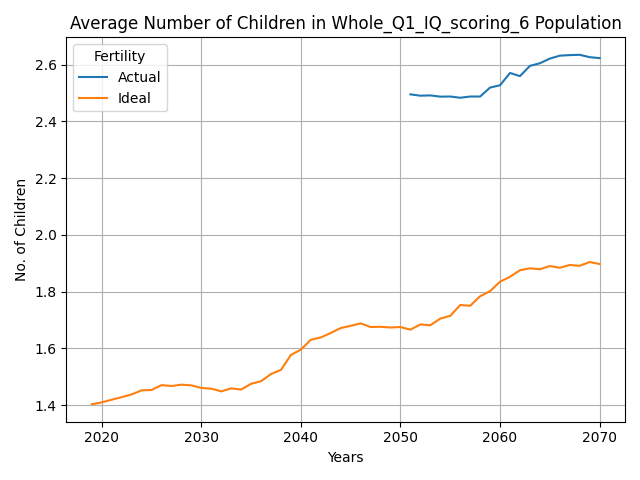 Average Number of Children in Whole_Q1_IQ_scoring_6 Population
Fertility
Actual
Ideal
No. of Children
2.6
2.4
2.2
2.0
1.8
1.6
1.4
2020 2030 2040 2050 2060 2070
Years